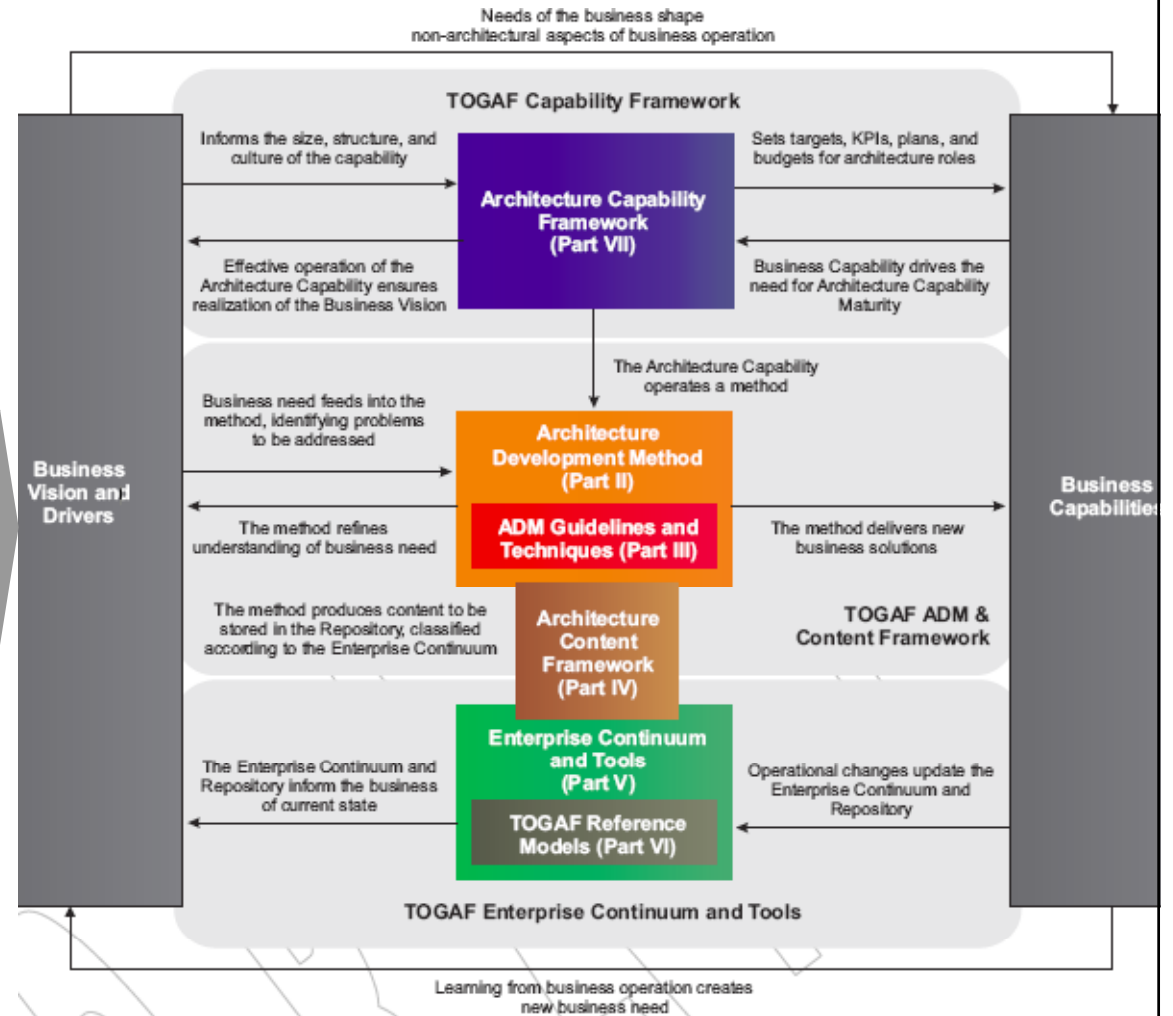 Needs of the business shape
non-architectural aspects of business operation
TOGAF Capability Framework
Informs the size, structure, and
culture of the capability
Sets targets, KPIs, plans, and
budgets for architecture roles
Architecture Capability
Framework
(Part VII)
Effective operation of the
Architecture Capability ensures
realization of the Business Vision
Business Capability drives the
need for Architecture Capability
Maturity
The Architecture Capability
operates a method
Business need feeds into the
method, identifying problems
to be addressed
Architecture
Development Method
(Part II)
Business
Vision and
Drivers
Business
Capabilities
The method refines
understanding of business need
ADM Guidelines and
Techniques (Part III)
The method delivers new
business solutions
The method produces content to be
stored in the Repository, classified
according to the Enterprise Continuum
Architecture
Content
Framework
(Part IV)
TOGAF ADM &
Content Framework
Enterprise Continuum
and Tools
(Part V)
The Enterprise Continuum and
Repository inform the business
of current state
Operational changes update the
Enterprise Continuum and
Repository
TOGAF Reference
Models (Part VI)
TOGAF Enterprise Continuum and Tools
Learning from business operation creates
new business need